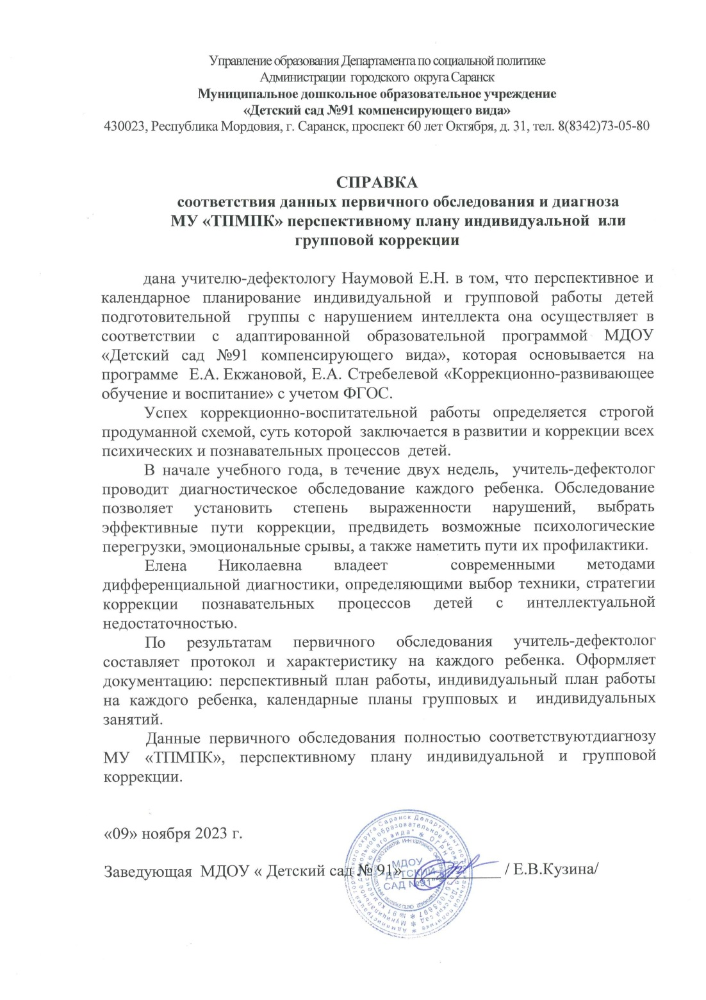 Управление образования Департамента по социальной политике
Администрации городского округа Саранск
Муниципальное дошкольное образовательное учреждение
«Детский сад №91 компенсирующего вида»
430023, Республика Мордовия, г. Саранск, проспект 60 лет Октября, д. 31, тел. 8(8342)73-05-80
СПРАВКА
соответствия данных первичного обследования и диагноза
МУ «ТПМПК» перспективному плану индивидуальной или
групповой коррекции
дана учителю-дефектологу Наумовой Е.Н. в том, что перспективное и
календарное планирование индивидуальной и групповой работы детей
подготовительной группы с нарушением интеллекта она осуществляет в
соответствии с адаптированной образовательной программой МДОУ
«Детский сад №91 компенсирующего вида», которая основывается на
программе Е.А. Екжановой, Е.А. Стребелевой «Коррекционно-развивающее
обучение и воспитание» с учетом ФГОС.
Успех коррекционно-воспитательной работы определяется строгой
продуманной схемой, суть которой заключается в развитии и коррекции всех
психических и познавательных процессов детей.
В начале учебного года, в течение двух недель, учитель-дефектолог
проводит диагностическое обследование каждого ребенка. Обследование
позволяет установить степень выраженности нарушений, выбрать
эффективные пути коррекции, предвидеть возможные психологические
перегрузки, эмоциональные срывы, а также наметить пути их профилактики.
Елена Николаевна владеет современными методами
дифференциальной диагностики, определяющими выбор техники, стратегии
коррекции познавательных процессов детей с интеллектуальной
недостаточностью.
По результатам первичного обследования учитель-дефектолог
составляет протокол и характеристику на каждого ребенка. Оформляет
документацию: перспективный план работы, индивидуальный план работы
на каждого ребенка, календарные планы групповых и индивидуальных
занятий.
Данные первичного обследования полностью соответствуютдиагнозу
МУ «ТПМПК», перспективному плану индивидуальной и групповой
коррекции.
«09» ноября 2023 г.
Заведующая МДОУ « Детский сад № 91»____________ / Е.В.Кузина/
МДОУ
"ДЕТСКИЙ
САД №91"